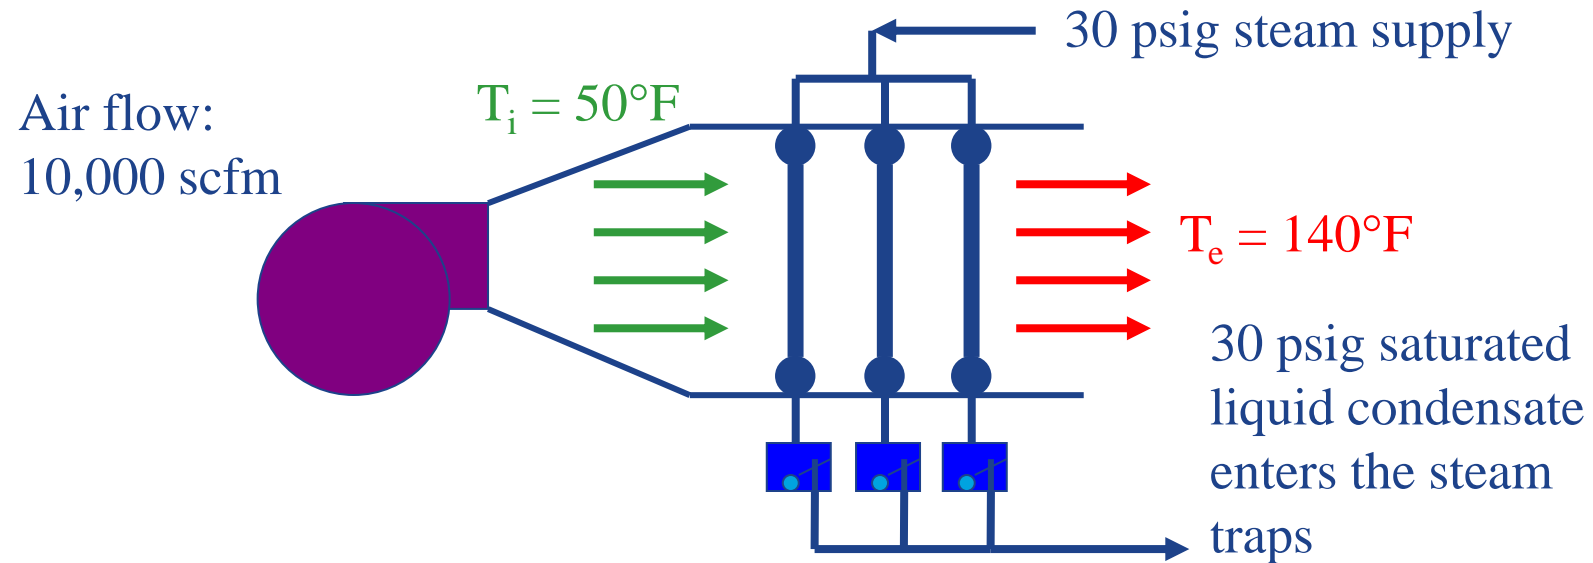 30 psig steam supply
Air flow:
10,000 scfm
Ti = 50°F
Te = 140°F
30 psig saturated
liquid condensate
enters the steam
traps